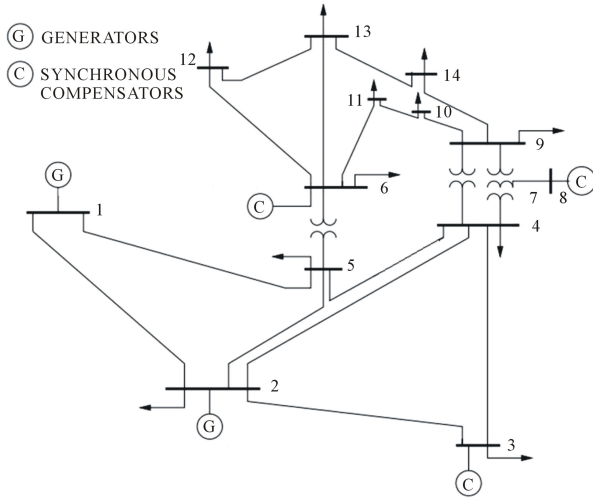 G GENERATORS
C SYNCHRONOUS
COMPENSATORS
13
12
14
11
10
9
G
6
C
7
8
C
1
4
5
2
G
3
C